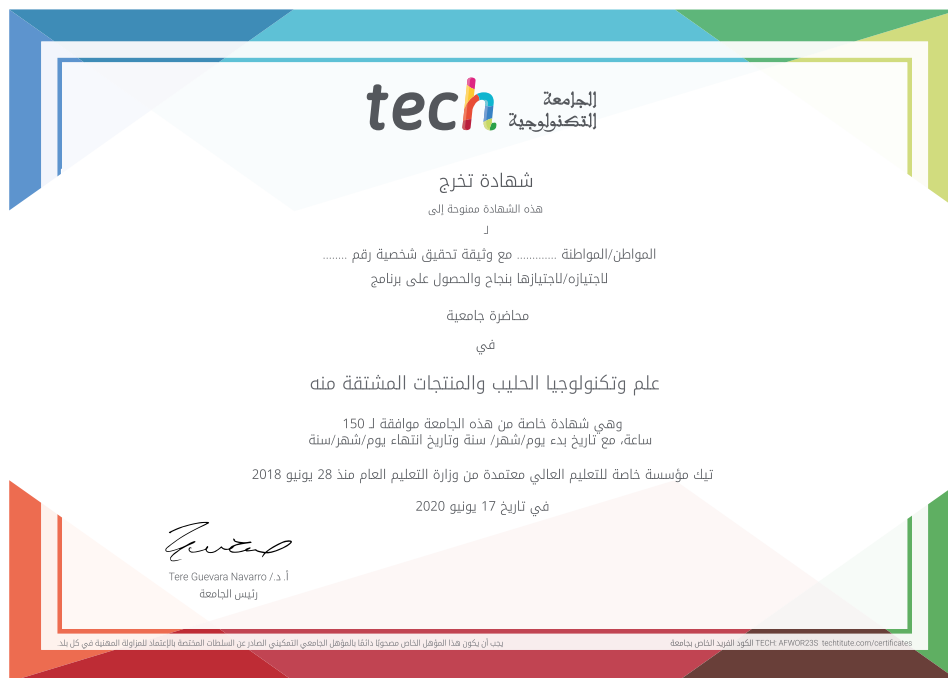 tech الجامعة
التكنولوجية
شهادة تخرج
هذه الشهادة ممنوحة إلى
لـ
المواطن/المواطنة ............. مع وثيقة تحقيق شخصية رقم ........
لاجتيازه/لاجتيازها بنجاح والحصول على برنامج
محاضرة جامعية
في
علم وتكنولوجيا الحليب والمنتجات المشتقة منه
وهي شهادة خاصة من هذه الجامعة موافقة لـ 150
ساعة، مع تاريخ بدء يوم/شهر/ سنة وتاريخ انتهاء يوم/شهر/سنة
تيك مؤسسة خاصة للتعليم العالي معتمدة من وزارة التعليم العام منذ 28 يونيو 2018
في تاريخ 17 يونيو 2020
أ. د./ Tere Guevara Navarro
رئيس الجامعة
يجب أن يكون هذا المؤهل الخاص مصحوبًا دائمًا بالمؤهل الجامعي التمكيني الصادر عن السلطات المختصة بالإعتماد للمزاولة المهنية في كل بلد.
الكود الفريد الخاص بجامعة TECH: AFWOR23S techtitute.com/certificates